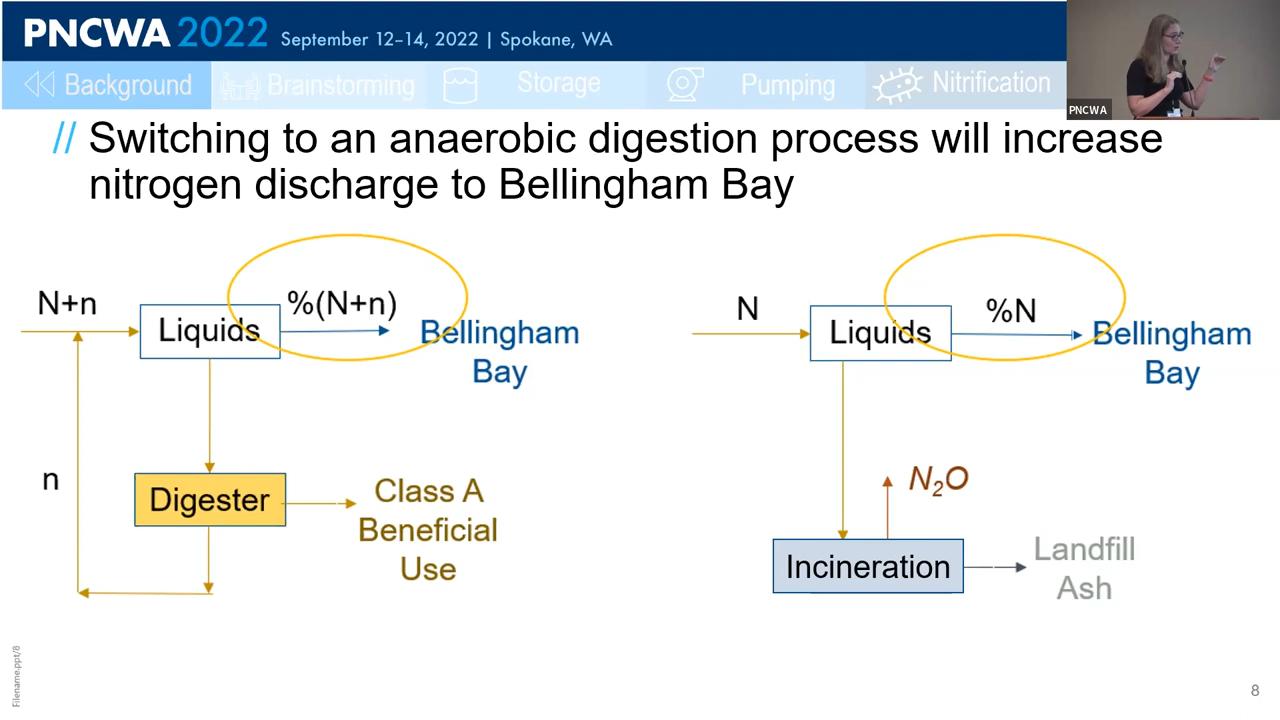 PNCWA 2022 September 12–14, 2022 | Spokane, WA
Background Brainstorming Storage Pumping Nitrification
PNCWA
// Switching to an anaerobic digestion process will increase
nitrogen discharge to Bellingham Bay
N+n
Liquids
%(N+n)
Bellingham
Bay
n
Digester
Class A
Beneficial
Use
N
Liquids
%N
Bellingham
Bay
N₂O
Incineration
Landfill
Ash
Filename.ppt/8
8